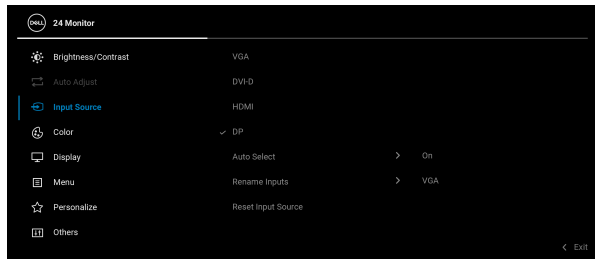 DELL 24 Monitor
Brightness/Contrast VGA
Auto Adjust DVI-D
Input Source HDMI
Color DP
Display Auto Select On
Menu Rename Inputs VGA
Personalize Reset Input Source
Others
Exit